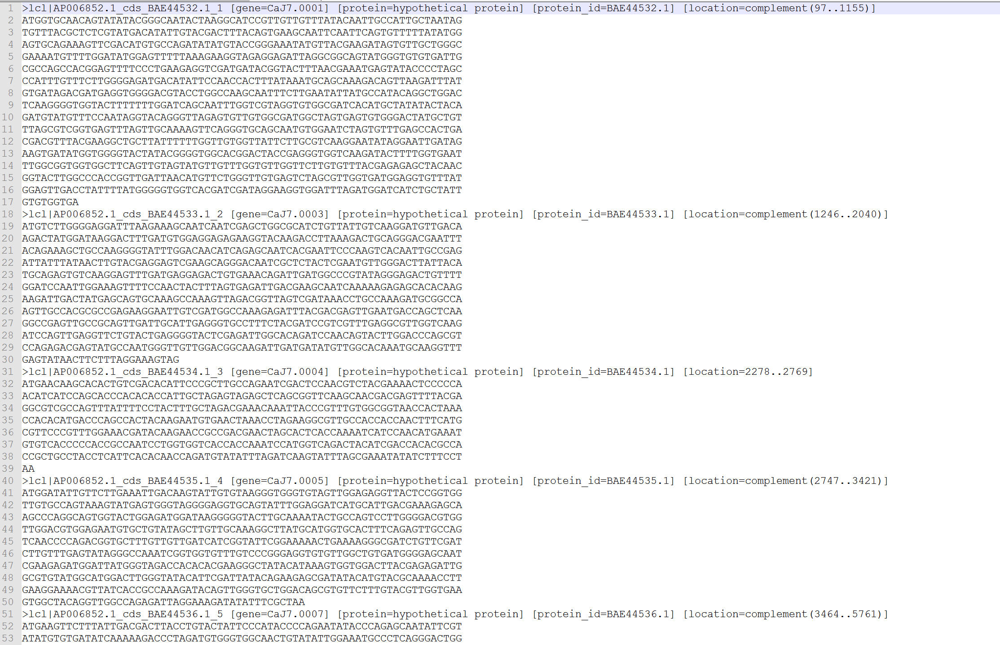 1 >lcl|AP006852.1_cds_BAE44532.1_1 [gene=CaJ7.0001] [protein=hypothetical protein] [protein_id=BAE44532.1] [location=complement(97..1155)]
2 ATGGTGCAACAGTATATACGGGCAATACTAAGGCATCCGTTGTTGTTTATACAATTGCCATTGCTAATAG
3 TGTTTACGCTCTCGTATGACATATTGTACGACTTTACAGTGAAGCAATTCAATTCAGTGTTTTTATATGG
4 AGTGCAGAAAGTTCGACATGTGCCAGATATATGTACCGGGAAATATGTTACGAAGATAGTGTTGCTGGGC
5 GAAAATGTTTTGGATATGGAGTTTTTAAAGAAGGTAGAGGAGATTAGGCGGCAGTATGGGTGTGTGATTG
6 CGCCAGCCACGGAGTTTTCCCTGAAGAGGTCGATGATACGGTACTTTAACGAAATGAGTATACCCCTAGC
7 CCATTTGTTTCTTGGGGAGATGACATATTCCAACCACTTTATAAATGCAGCAAAGACAGTTAAGATTTAT
8 GTGATAGACGATGAGGTGGGGACGTACCTGGCCAAGCAATTTCTTGAATATTATGCCATACAGGCTGGAC
9 TCAAGGGGTGGTACTTTTTTTGGATCAGCAATTTGGTCGTAGGTGTGGCGATCACATGCTATATACTACA
10 GATGTATGTTTCCAATAGGTACAGGGTTAGAGTGTTGTGGCGATGGCTAGTGAGTGTGGGACTATGCTGT
11 TTAGCGTCGGTGAGTTTAGTTGCAAAAGTTCAGGGTGCAGCAATGTGGAATCTAGTGTTTGAGCCACTGA
12 CGACGTTTACGAAGGCTGCTTATTTTTTGGTTGTGGTTATTCTTGCGTCAAGGAATATAGGAATTGATAG
13 AAGTGATATGGTGGGGTACTATACGGGGTGGCACGGACTACCGAGGGTGGTCAAGATACTTTTGGTGAAT
14 TTGGCGGTGGTGGCTTCAGTTGTAGTATGTTGTTTGGTGTTGGTTCTTGTGTTTACGAGAGAGCTACAAC
15 GGTACTTGGCCCACCGGTTGATTAACATGTTCTGGGTTGTGAGTCTAGCGTTGGTGATGGAGGTGTTTAT
16 GGAGTTGACCTATTTTATGGGGGTGGTCACGATCGATAGGAAGGTGGATTTAGATGGATCATCTGCTATT
17 GTGTGGTGA
18 >lcl|AP006852.1_cds_BAE44533.1_2 [gene=CaJ7.0003] [protein=hypothetical protein] [protein_id=BAE44533.1] [location=complement(1246..2040)]
19 ATGTCTTGGGGAGGATTTAAGAAAGCAATCAATCGAGCTGGCGCATCTGTTATTGTCAAGGATGTTGACA
20 AGACTATGGATAAGGACTTTGATGTGGAGGAGAGAAGGTACAAGACCTTAAAGACTGCAGGGACGAATTT
21 ACAGAAAGCTGCCAAGGGGTATTTGGACAACATCAGAGCAATCACGAATTCCCAAGTCACAATTGCCGAG
22 ATTATTTATAACTTGTACGAGGAGTCGAAGCAGGGACAATCGCTCTACTCGAATGTTGGGACTTATTACA
23 TGCAGAGTGTCAAGGAGTTTGATGAGGAGACTGTGAAACAGATTGATGGCCCGTATAGGGAGACTGTTTT
24 GGATCCAATTGGAAAGTTTTCCAACTACTTTAGTGAGATTGACGAAGCAATCAAAAAGAGAGCACACAAG
25 AAGATTGACTATGAGCAGTGCAAAGCCAAAGTTAGACGGTTAGTCGATAAACCTGCCAAAGATGCGGCCA
26 AGTTGCCACGCGCCGAGAAGGAATTGTCGATGGCCAAAGAGATTTACGACGAGTTGAATGACCAGCTCAA
27 GGCCGAGTTGCCGCAGTTGATTGCATTGAGGGTGCCTTTCTACGATCCGTCGTTTGAGGCGTTGGTCAAG
28 ATCCAGTTGAGGTTCTGTACTGAGGGGTACTCGAGATTGGCACAGATCCAACAGTACTTGGACCCAGCGT
29 CCAGAGACGAGTATGCCAATGGGTTGTTGGACGGCAAGATTGATGATATGTTGGCACAAATGCAAGGTTT
30 GAGTATAACTTCTTTAGGAAAGTAG
31 >lcl|AP006852.1_cds_BAE44534.1_3 [gene=CaJ7.0004] [protein=hypothetical protein] [protein_id=BAE44534.1] [location=2278..2769]
32 ATGAACAAGCACACTGTCGACACATTCCCGCTTGCCAGAATCGACTCCAACGTCTACGAAAACTCCCCCA
33 ACATCATCCAGCACCCACACACCATTGCTAGAGTAGAGCTCAGCGGTTCAAGCAACGACGAGTTTTACGA
34 GGCGTCGCCAGTTTATTTTCCTACTTTGCTAGACGAAACAAATTACCCGTTTGTGGCGGTAACCACTAAA
35 CCACACATGACCCAGCCACTACAAGAATGTGAACTAAACCTAGAAGGCGTTGCCACCACCAACTTTCATG
36 CGTTCCCGTTTGGAAACGATACAAGAACCGCCGACGAACTAGCACTCACCAAAATCATCCAACATGAAAT
37 GTGTCACCCCCACCGCCAATCCTGGTGGTCACCACCAAATCCATGGTCAGACTACATCGACCACACGCCA
38 CCGCTGCCTACCTCATTCACACAACCAGATGTATATTTAGATCAAGTATTTAGCGAAATATATCTTTCCT
39 AA
40 >lcl|AP006852.1_cds_BAE44535.1_4 [gene=CaJ7.0005] [protein=hypothetical protein] [protein_id=BAE44535.1] [location=complement(2747..3421)]
41 ATGGATATTGTTCTTGAAATTGACAAGTATTGTGTAAGGGTGGGTGTAGTTGGAGAGGTTACTCCGGTGG
42 TTGTGCCAGTAAAGTATGAGTGGGTAGGGGAGGTGCAGTATTTGGAGGATCATGCATTGACGAAAGAGCA
43 AGCCCAGGCAGTGGTACTGGAGATGGATAAGGGGGTACTTGCAAAATACTGCCAGTCCTTGGGGACGTGG
44 TTGGACGTGGAGAATGTGCTGTATAGCTTGTTGCAAAGGCTTATGCATGGTGCACTTTCAGAGTTGCCAG
45 TCAACCCCAGACGGTGCTTTGTTGTTGATCATCGGTATTCGGAAAAACTGAAAAGGGCGATCTGTTCGAT
46 CTTGTTTGAGTATAGGGCCAAATCGGTGGTGTTTGTCCCGGGAGGTGTGTTGGCTGTGATGGGGAGCAAT
47 CGAAGAGATGGATTATGGGTAGACCACACACGAAGGGCTATACATAAAGTGGTGGACTTACGAGAGATTG
48 GCGTGTATGGCATGGACTTGGGTATACATTCGATTATACAGAAGAGCGATATACATGTACGCAAAACCTT
49 GAAGGAAAACGTTATCACCGCCAAAGATACAGTTGGGTGCTGGACAGCGTGTTCTTTGTACGTTGGTGAA
50 GTGGCTACAGGTTGGCCAGAGATTAGGAAAGATATATTTCGCTAA
51 >lcl|AP006852.1_cds_BAE44536.1_5 [gene=CaJ7.0007] [protein=hypothetical protein] [protein_id=BAE44536.1] [location=complement(3464..5761)]
52 ATGAAGTTCTTTATTGACGACTTACCTGTACTATTCCCATACCCCAGAATATACCCAGAGCAATATTCGT
53 ATATGTGTGATATCAAAAAGACCCTAGATGTGGGTGGCAACTGTATATTGGAAATGCCCTCAGGGACTGG